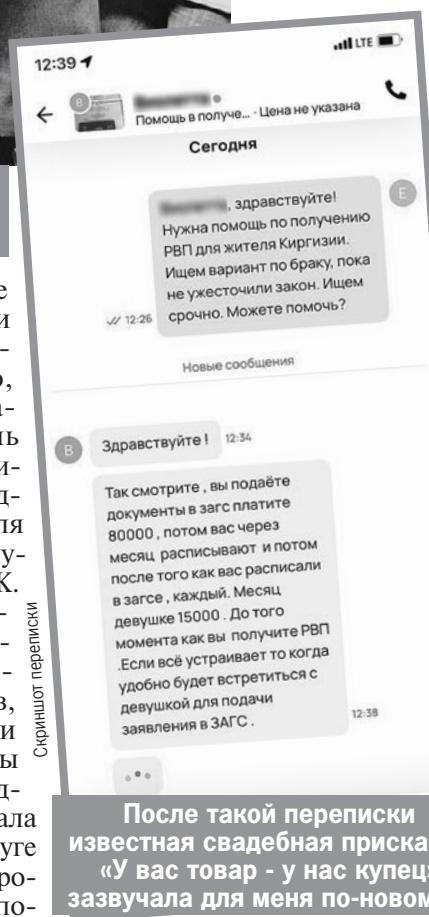 12:39
LTE
В
Помощь в получе... · Цена не указана
Сегодня
, здравствуйте!
Нужна помощь по получению
РВП для жителя Киргизии.
Ищем вариант по браку, пока
не ужесточили закон. Ищем
срочно. Можете помочь?
12:26
Е
Новые сообщения
В
Здравствуйте !
12:34
Так смотрите , вы подаёте
документы в загс платите
80000 , потом вас через
месяц расписывают и потом
после того как вас расписали
в загсе , каждый. Месяц
девушке 15000 . До того
момента как вы получите РВП
.Если всё устраивает то когда
удобно будет встретиться с
девушкой для подачи
заявления в ЗАГС .
12:38
Скриншот переписки
После такой переписки
известная свадебная приска
«У вас товар - у нас купец
зазвучала для меня по-новом